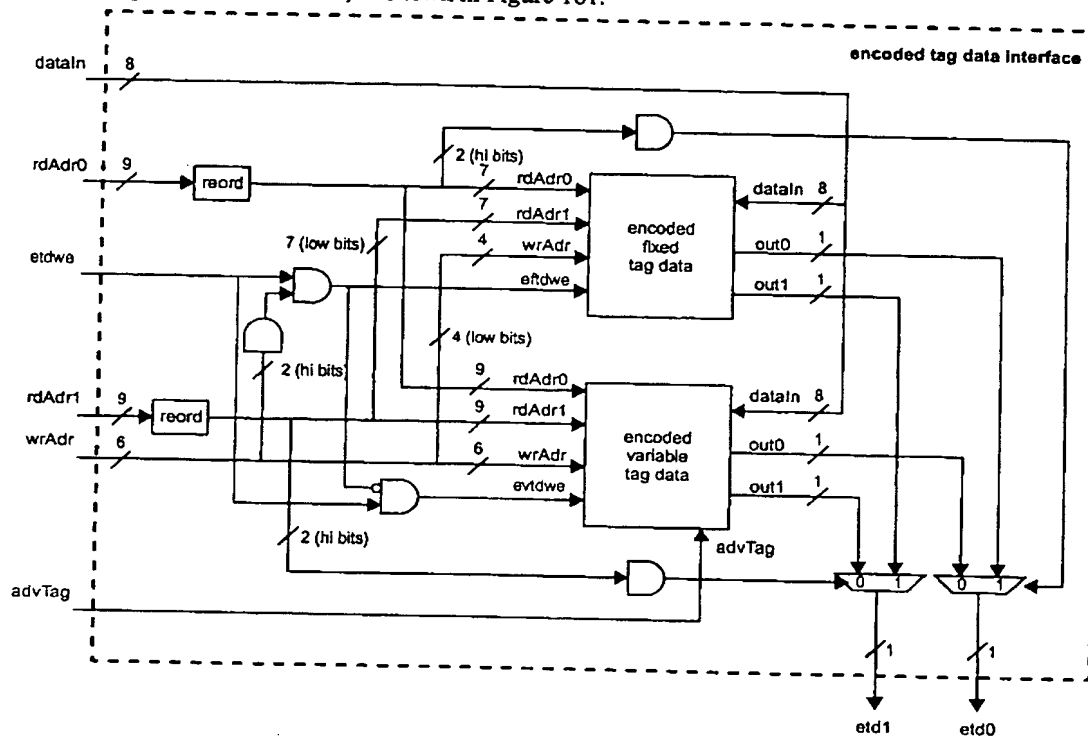 Figure 161.
encoded tag data interface
dataIn
8
2 (hi bits)
rdAdr0
9
reord
7
rdAdr0
7
rdAdr1
7 (low bits)
4
wrAdr
eftdwe
encoded
fixed
tag data
dataIn
8
out0
1
out1
1
etdwe
4 (low bits)
2 (hi bits)
rdAdr1
9
reord
wrAdr
6
9
rdAdr0
9
rdAdr1
6
wrAdr
evtdwe
encoded
variable
tag data
dataIn
8
out0
1
out1
1
2 (hi bits)
advTag
advTag
0
1
0
1
1
1
etd1
etd0